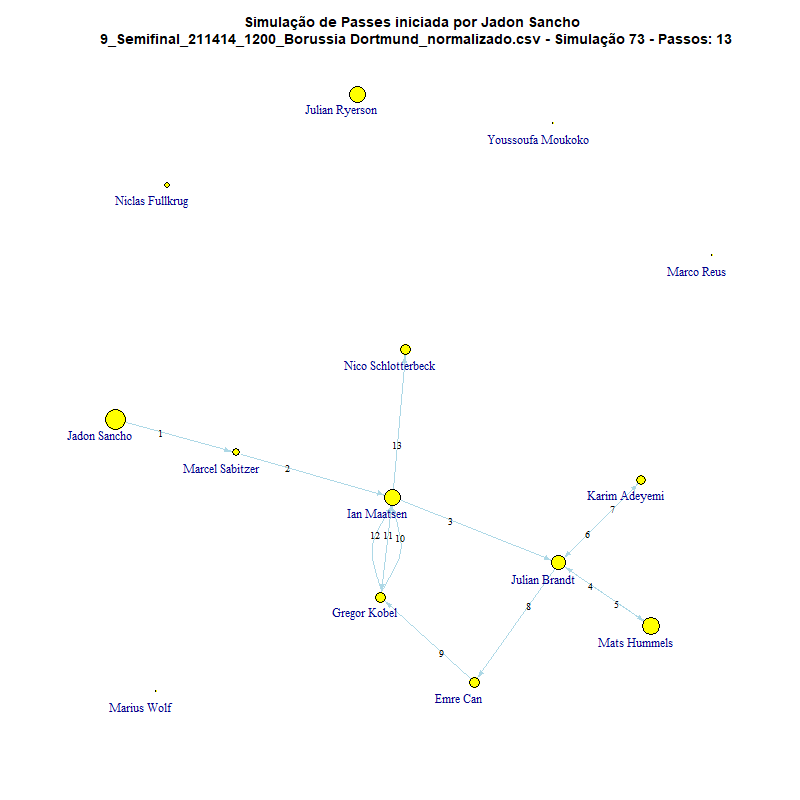 Simulação de Passes iniciada por Jadon Sancho
9_Semifinal_211414_1200_Borussia Dortmund_normalizado.csv - Simulação 73 - Passos: 13
Julian Ryerson
Youssoufa Moukoko
Niclas Fullkrug
Marco Reus
Nico Schlotterbeck
Jadon Sancho
1
13
Marcel Sabitzer
2
Karim Adeyemi
Ian Maatsen
7
3
12
11
10
6
Julian Brandt
4
5
8
Gregor Kobel
Mats Hummels
9
Emre Can
Marius Wolf